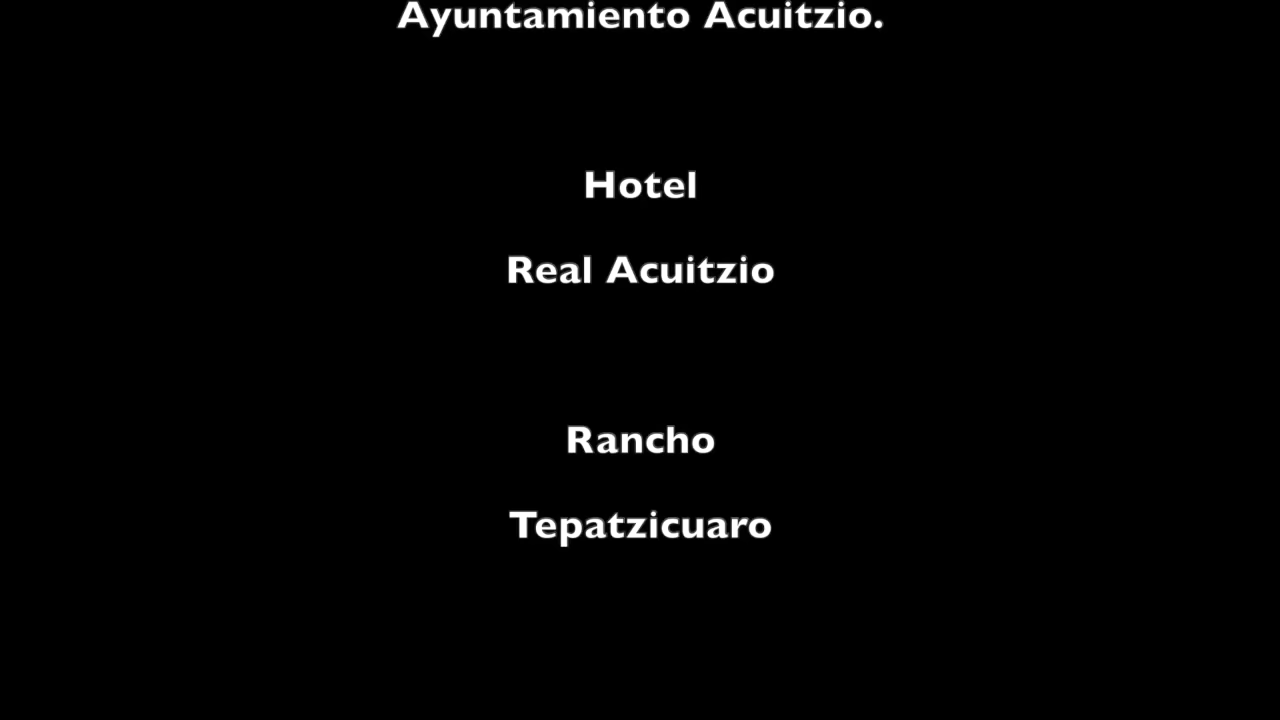 Ayuntamiento Acuitzio.
Hotel
Real Acuitzio
Rancho
Tepatzicuaro